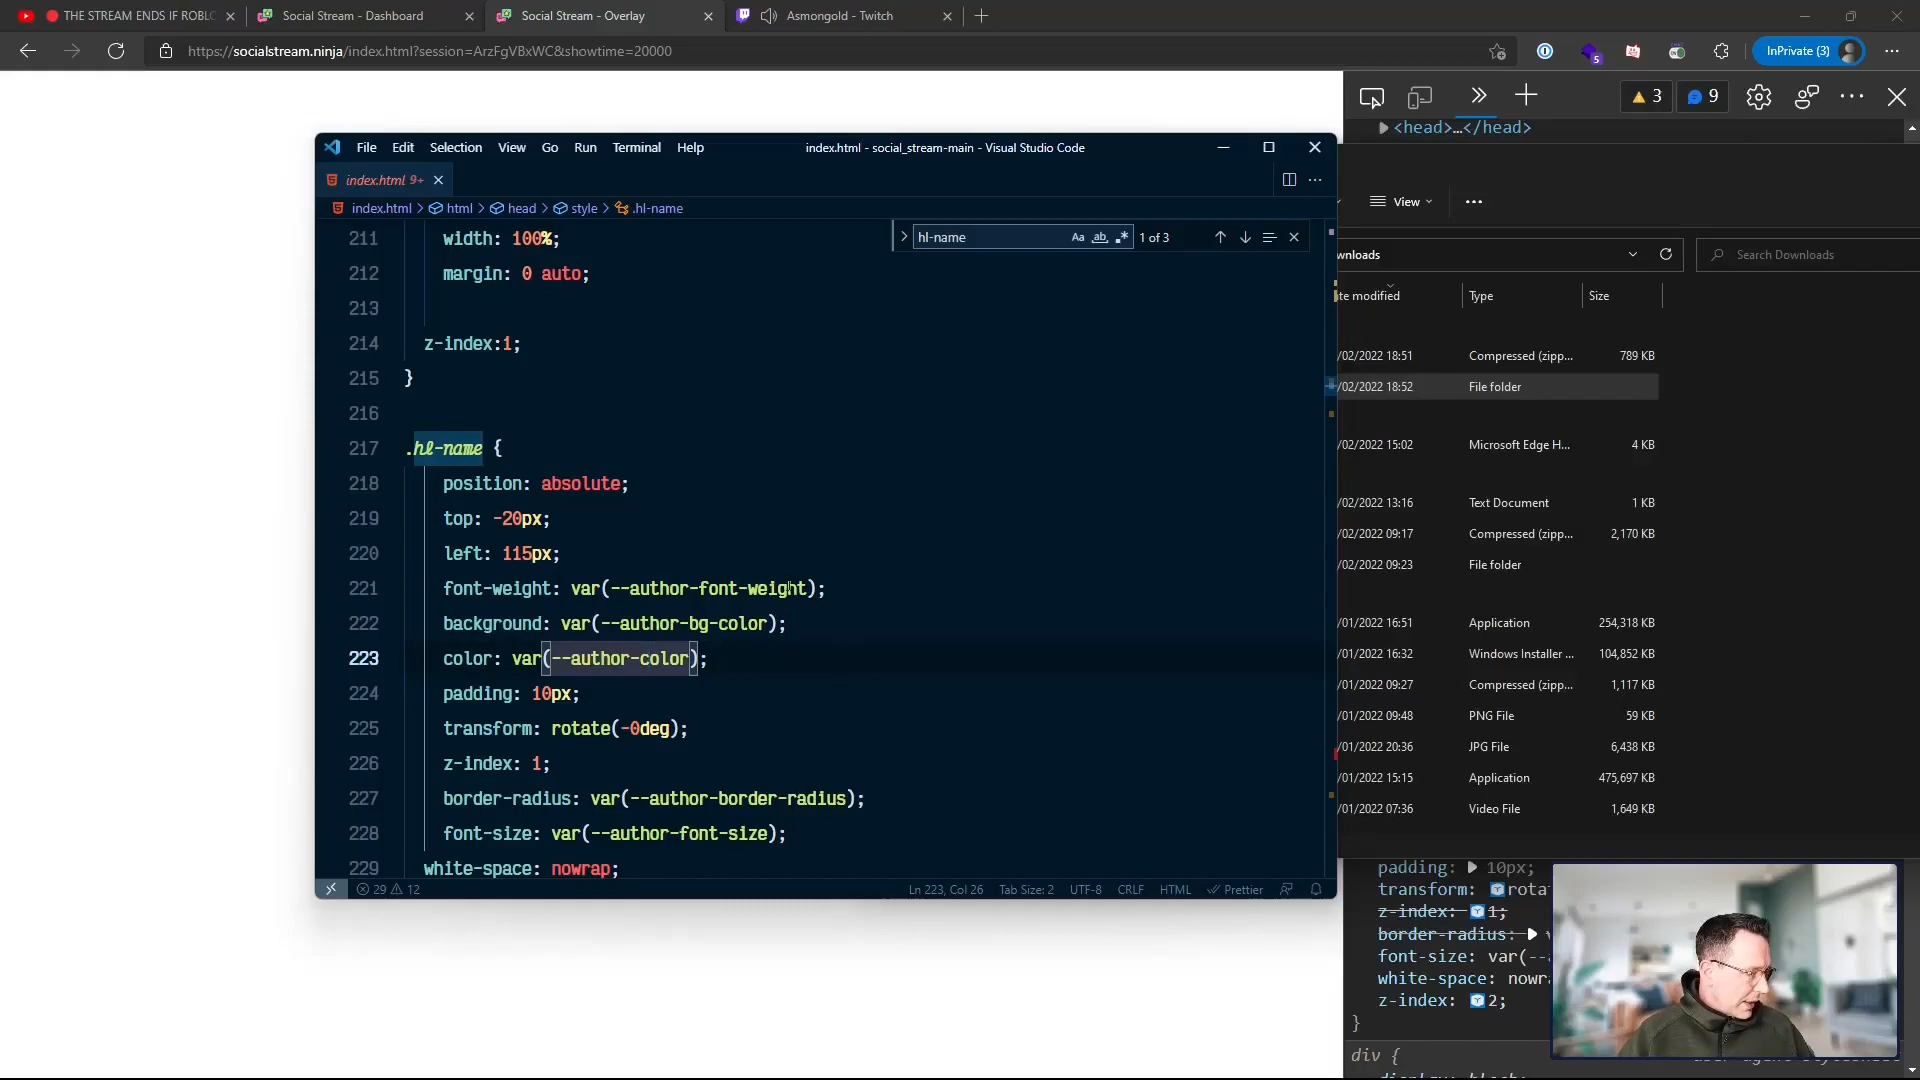 THE STREAM ENDS IF ROBL
Social Stream - Dashboard
Social Stream - Overlay
Asmongold - Twitch
https://socialstream.ninja/index.html?session=ArzFgVBxWC&showtime=20000
5
InPrivate (3)
3
9
<head>…</head>
File Edit Selection View Go Run Terminal Help
index.html - social_stream-main - Visual Studio Code
index.html 9+
index.html > html > head > style > .hl-name
hl-name
Aa ab .* 1 of 3
211 width: 100%;
212 margin: 0 auto;
213
214 z-index:1;
215 }
216
217 .hl-name {
218 position: absolute;
219 top: -20px;
220 left: 115px;
221 font-weight: var(--author-font-weight);
222 background: var(--author-bg-color);
223 color: var(--author-color);
224 padding: 10px;
225 transform: rotate(-0deg);
226 z-index: 1;
227 border-radius: var(--author-border-radius);
228 font-size: var(--author-font-size);
229 white-space: nowrap;
29 12
Ln 223, Col 26 Tab Size: 2 UTF-8 CRLF HTML Prettier
View
wnloads
Search Downloads
te modified Type Size
/02/2022 18:51 Compressed (zipp... 789 KB
/02/2022 18:52 File folder
/02/2022 15:02 Microsoft Edge H... 4 KB
/02/2022 13:16 Text Document 1 KB
/02/2022 09:17 Compressed (zipp... 2,170 KB
/02/2022 09:23 File folder
/01/2022 16:51 Application 254,318 KB
/01/2022 16:32 Windows Installer ... 104,852 KB
/01/2022 09:27 Compressed (zipp... 1,117 KB
/01/2022 09:48 PNG File 59 KB
/01/2022 20:36 JPG File 6,438 KB
/01/2022 15:15 Application 475,697 KB
/01/2022 07:36 Video File 1,649 KB
padding: 10px;
transform: rota
z-index: 1;
border-radius:
font-size: var(--
white-space: nowr
z-index: 2;
}
div {